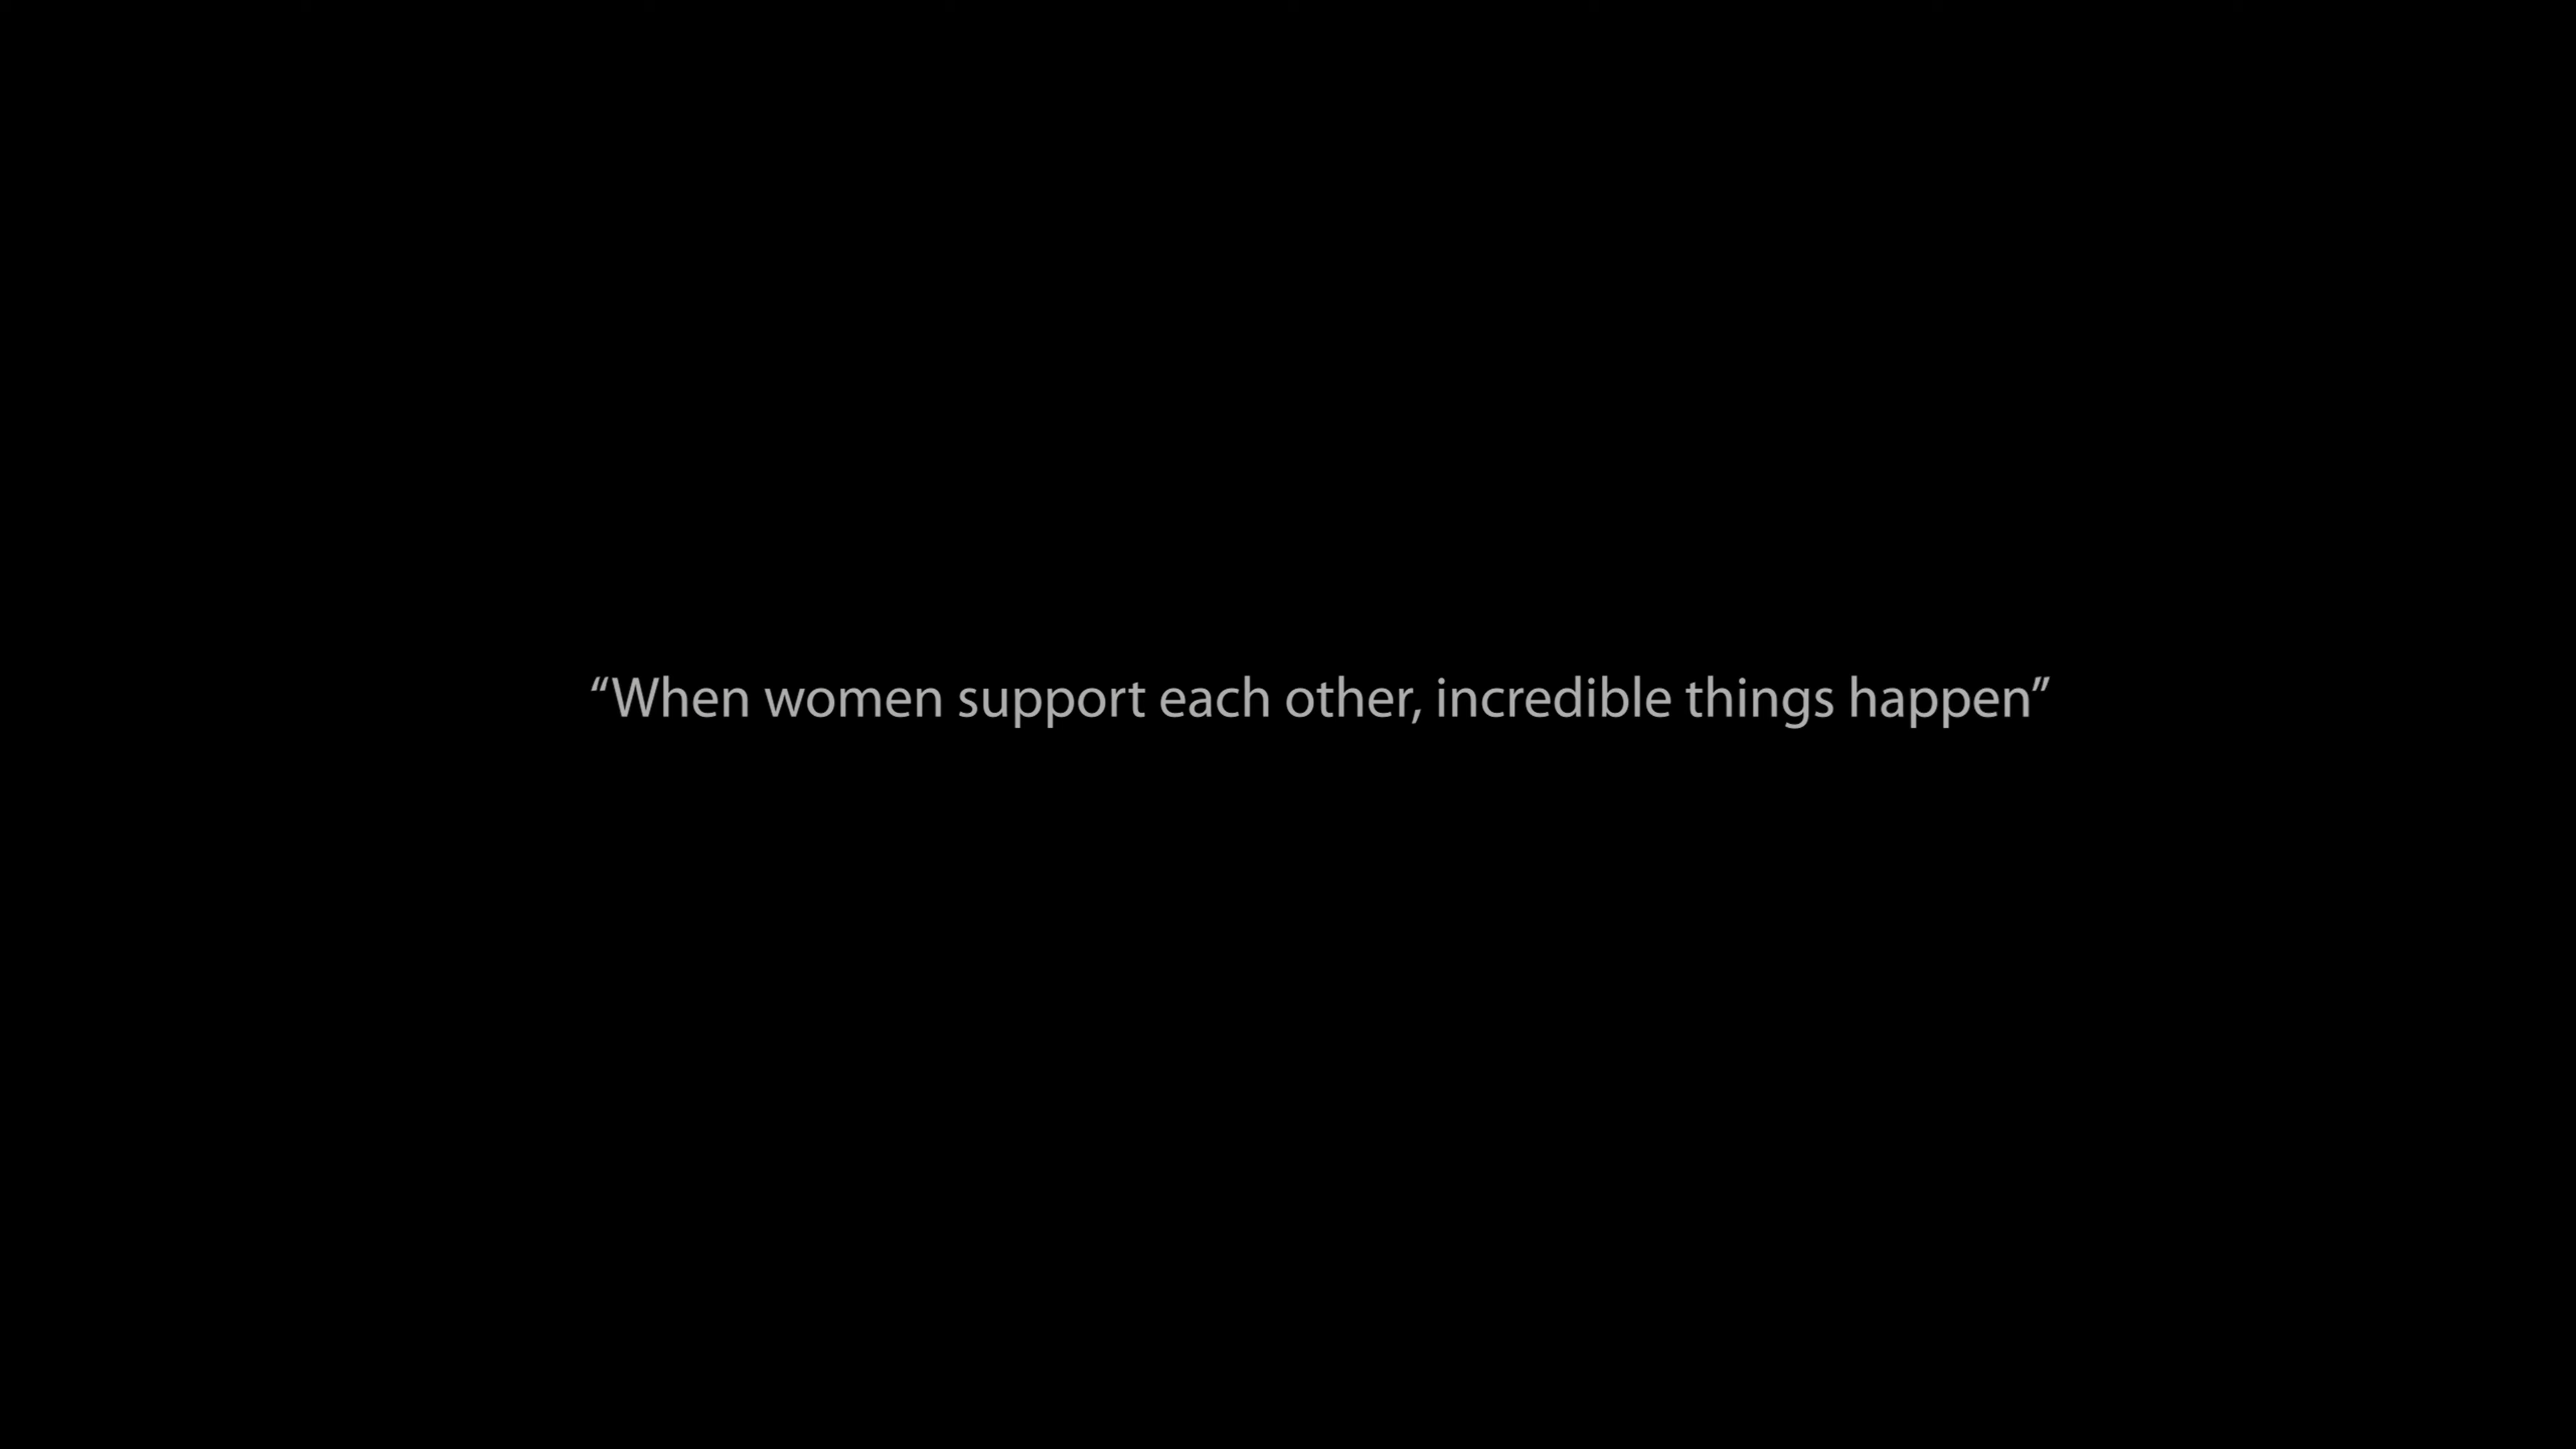 “When women support each other, incredible things happen”